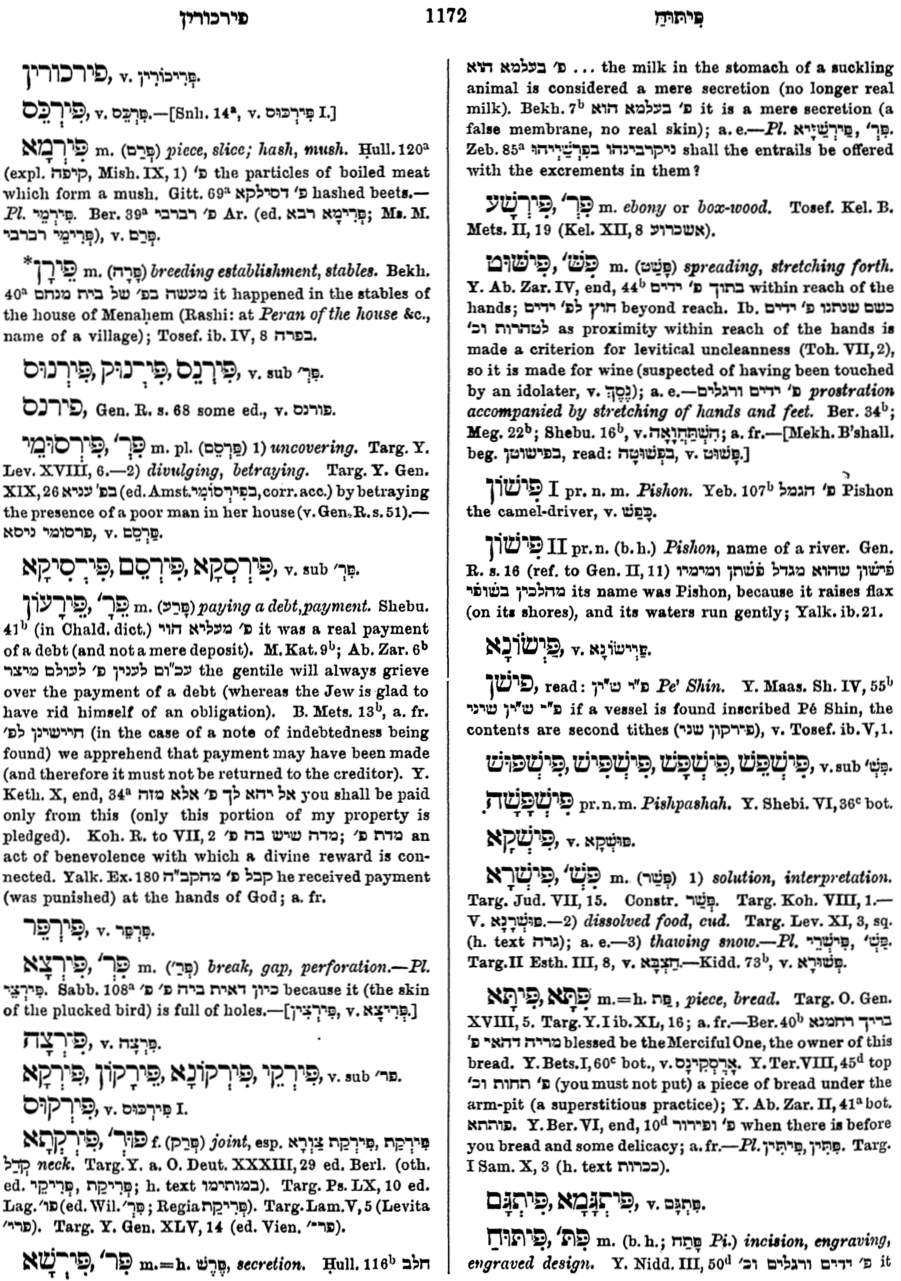 פירכורין 1172 פיתוח
פירכורין, v. פְּרִיכוֹרִין.
פִּירְכֵּס, v. פִּרְכֵּס.—[Snh. 14ª, v. פִּירְכּוּס I.]
פִּירְמָא m. (פְּרַם) piece, slice; hash, mush. Ḥull. 120ª
(expl. קיפה, Mish. IX, 1) פ׳ the particles of boiled meat
which form a mush. Gitt. 69ª פ׳ דסילקא hashed beets.—
Pl. פִּירְמֵי. Ber. 39ª פ׳ רברבי Ar. (ed. פְּרִימָא רבא; Ms. M.
פְּרִימֵי רברבי), v. פְּרַם.
*פֵּירָן m. (פָּרָה) breeding establishment, stables. Bekh.
40ª מעשה בפ׳ של בית מנחם it happened in the stables of
the house of Menaḥem (Rashi: at Peran of the house &c.,
name of a village); Tosef. ib. IV, 8 בפרה.
פִּירְנֵס, פִּירְנוּק, פִּירְנוּס, v. sub פִּרְ׳.
פירנס, Gen. R. s. 68 some ed., v. פורנס.
פִּרְ׳, פִּירְסוּמֵי m. pl. (פַּרְסֵם) 1) uncovering. Targ. Y.
Lev. XVIII, 6.—2) divulging, betraying. Targ. Y. Gen.
XIX, 26 בפ׳ עניא (ed. Amst. בפִירְסוֹמֵי, corr. acc.) by betraying
the presence of a poor man in her house (v. Gen. R. s. 51).—
פרסומי ניסא, v. פַּרְסֵם.
פִּירְסְקָא, פִּירְסֵם, פִּירְסִיקָא, v. sub פַּרְ׳.
פֵּרָ׳, פֵּירָעוֹן m. (פָּרַע) paying a debt, payment. Shebu.
41ᵇ (in Chald. dict.) פ׳ מעליא הוי it was a real payment
of a debt (and not a mere deposit). M. Kat. 9ᵇ; Ab. Zar. 6ᵇ
עכ״ום לענין פ׳ לעולם מיצר the gentile will always grieve
over the payment of a debt (whereas the Jew is glad to
have rid himself of an obligation). B. Mets. 13ᵇ, a. fr.
חיישינן לפ׳ (in the case of a note of indebtedness being
found) we apprehend that payment may have been made
(and therefore it must not be returned to the creditor). Y.
Keth. X, end, 34ª אל יהא לך פ׳ אלא מזה you shall be paid
only from this (only this portion of my property is
pledged). Koh. R. to VII, 2 מדת פ׳; מדה שיש בה פ׳ an
act of benevolence with which a divine reward is con-
nected. Yalk. Ex. 180 קבל פ׳ מהקב״ה he received payment
(was punished) at the hands of God; a. fr.
פִּירְפֵּר, v. פִּרְפֵּר.
פִּרְ׳, פִּירְצָא m. (פְּרַ׳) break, gap, perforation.—Pl.
פִּירְצֵי. Sabb. 108ª כיון דאית ביה פ׳ פ׳ because it (the skin
of the plucked bird) is full of holes.—[פִּירְצִין, v. פְּרִיצָא.]
פִּירְצָה, v. פִּרְצָה.
פִּירְקֵי, פִּירְקוֹנָא, פִּירָקוֹן, פִּירְקָא, v. sub פר׳.
פִּירְקוּס, v. פִּירכּוּס I.
פּוּרְ׳, פִּירְקְתָא f. (פְּרַק) joint, esp. פִּירְקַת, פִּירְקַת צַוְּרָא
קְדָל neck. Targ. Y. a. O. Deut. XXXIII, 29 ed. Berl. (oth.
ed. פְּרִיקַת, פִּרִיקֵי; h. text במותימו). Targ. Ps. LX, 10 ed.
Lag. פו׳ (ed. Wil. פְּרִ׳; Regia פְּרִיקַת). Targ. Lam. V, 5 (Levita
פרי׳). Targ. Y. Gen. XLV, 14 (ed. Vien. פרי׳).
פִּרְ׳, פִּירְשָׁא m.=h. פֶּרֶשׁ, secretion. Ḥull. 116ᵇ חלב
פ׳ בעלמא הוא ... the milk in the stomach of a suckling
animal is considered a mere secretion (no longer real
milk). Bekh. 7ᵇ פ׳ בעלמא הוא it is a mere secretion (a
false membrane, no real skin); a. e.—Pl. פִּירְשַׁיָּא, פִּרְ׳.
Zeb. 85ª ניקרבינהו בפִרְשַׁיְיהו shall the entrails be offered
with the excrements in them?
פִּרְ׳, פִּירְשָׁע m. ebony or box-wood. Tosef. Kel. B.
Mets. II, 19 (Kel. XII, 8 אשכרוע).
פִּשּׁ׳, פִּישּׁוּט m. (פָּשַׁט) spreading, stretching forth.
Y. Ab. Zar. IV, end, 44ᵇ בתוך פ׳ ידים within reach of the
hands; חוץ לפ׳ ידים beyond reach. Ib. כשם שנתנו פ׳ ידים
לטהרות וכ׳ as proximity within reach of the hands is
made a criterion for levitical uncleanness (Toh. VII, 2),
so it is made for wine (suspected of having been touched
by an idolater, v. נֶסֶךְ); a. e.—פ׳ ידים ורגלים prostration
accompanied by stretching of hands and feet. Ber. 34ᵇ;
Meg. 22ᵇ; Shebu. 16ᵇ, v. הִשְׁתַּחֲוָאָה; a. fr.—[Mekh. B'shall.
beg. בפישוטן, read: בפְשׁוּטָה, v. פָּשׁוּט.]
פִּישׁוֹן I pr. n. m. Pishon. Yeb. 107ᵇ פ׳ הגמל Pishon
the camel-driver, v. כָּפַשׁ.
פִּישׁוֹן II pr. n. (b. h.) Pishon, name of a river. Gen.
R. s. 16 (ref. to Gen. II, 11) פישון שהוא מגדל פשתן ומימיו
מהלכין בשופי its name was Pishon, because it raises flax
(on its shores), and its waters run gently; Yalk. ib. 21.
פֵּישׂוֹנָא, v. פַּיְישׂוֹנָא.
פישן, read: פ״י ש״ין Pe' Shin. Y. Maas. Sh. IV, 55ᵇ
פ״י ש״ין שיני if a vessel is found inscribed Pé Shin, the
contents are second tithes (פירקון שני), v. Tosef. ib. V, 1.
פִּישְׁפֵּשׁ, פִּישְׁפָּשׁ, פִּישְׁפִּישׁ, פִּישְׁפּוּשׁ, v. sub פִּשְׁ׳.
פִּישְׁפָּשָׁה pr. n. m. Pishpashah. Y. Shebi. VI, 36ᶜ bot.
פִּישְׁקָא, v. פּוּשְׁקָא.
פִּשְׁ׳, פִּישְׁרָא m. (פְּשַׁר) 1) solution, interpretation.
Targ. Jud. VII, 15. Constr. פְּשַׁר. Targ. Koh. VIII, 1.—
V. פּוּשְׁרָנָא.—2) dissolved food, cud. Targ. Lev. XI, 3, sq.
(h. text גרה); a. e.—3) thawing snow.—Pl. פִּישְׁרֵי, פִּשְׁ׳.
Targ. II Esth. III, 8, v. חַצְבָּא.—Kidd. 73ᵇ, v. פְּשׁוּרָא.
פִּתָּא, פִּיתָּא m.=h. פַּת, piece, bread. Targ. O. Gen.
XVIII, 5. Targ. Y. I ib. XL, 16; a. fr.—Ber. 40ᵇ בריך רחמנא
מריה דהאי פ׳ blessed be the Merciful One, the owner of this
bread. Y. Bets. I, 60ᶜ bot., v. אַרְסְקִינַס. Y. Ter. VIII, 45ᵈ top
פ׳ תחות וכ׳ (you must not put) a piece of bread under the
arm-pit (a superstitious practice); Y. Ab. Zar. II, 41ª bot.
פותתא. Y. Ber. VI, end, 10ᵈ פ׳ ופירור when there is before
you bread and some delicacy; a. fr.—Pl. פִּתִּין, פִּיתִּין. Targ.
I Sam. X, 3 (h. text ככרות).
פִּיתְגָּמָא, פִּיתְגָּם, v. פִּתְגָם.
פִּתּ׳, פִּיתּוּחַ m. (b. h.; פָּתַח Pi.) incision, engraving,
engraved design. Y. Nidd. III, 50ᵈ פ׳ ידים ורגלים וכ׳ it